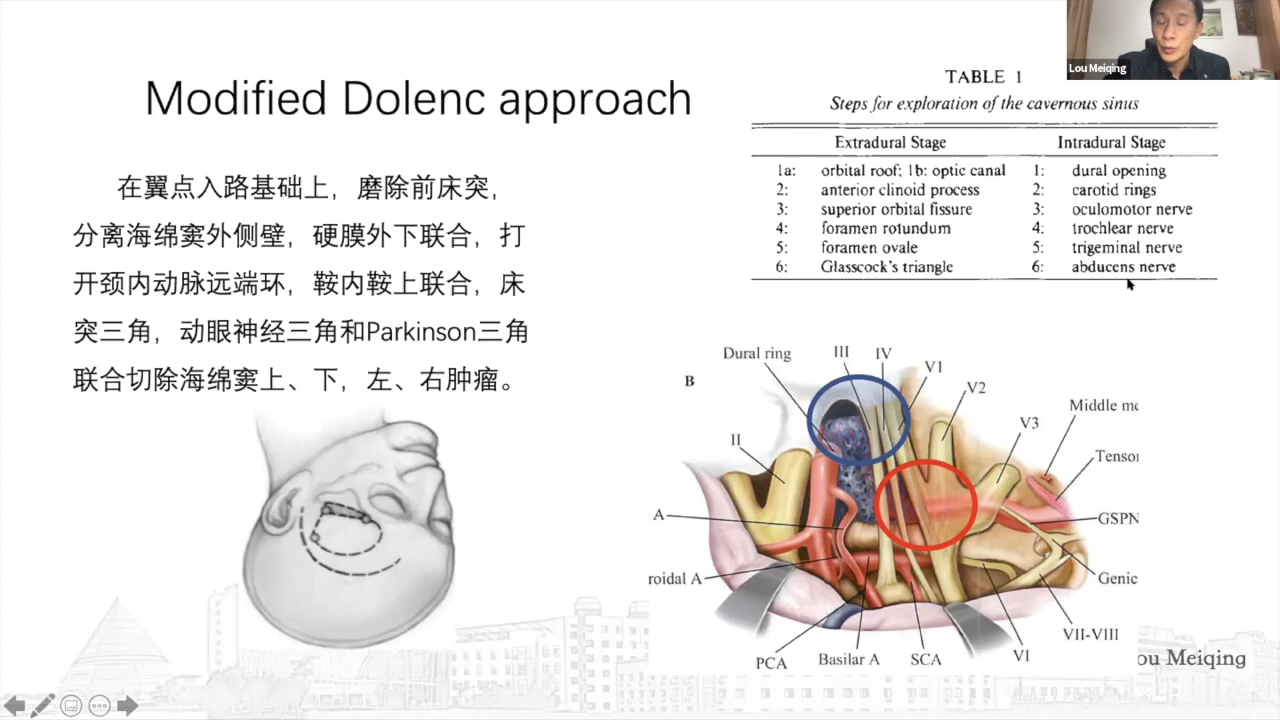 Lou Meiqing
Modified Dolenc approach
在翼点入路基础上，磨除前床突，
分离海绵窦外侧壁，硬膜外下联合，打
开颈内动脉远端环，鞍内鞍上联合，床
突三角，动眼神经三角和Parkinson三角
联合切除海绵窦上、下，左、右肿瘤。
TABLE 1
Steps for exploration of the cavernous sinus
Extradural Stage Intradural Stage
1a: orbital roof; 1b: optic canal 1: dural opening
2: anterior clinoid process 2: carotid rings
3: superior orbital fissure 3: oculomotor nerve
4: foramen rotundum 4: trochlear nerve
5: foramen ovale 5: trigeminal nerve
6: Glasscock's triangle 6: abducens nerve
B
Dural ring
III
IV
V1
V2
V3
Middle me
Tensor
II
A
GSPN
roidal A
Genic
VII-VIII
PCA
Basilar A
SCA
VI
ou Meiqing